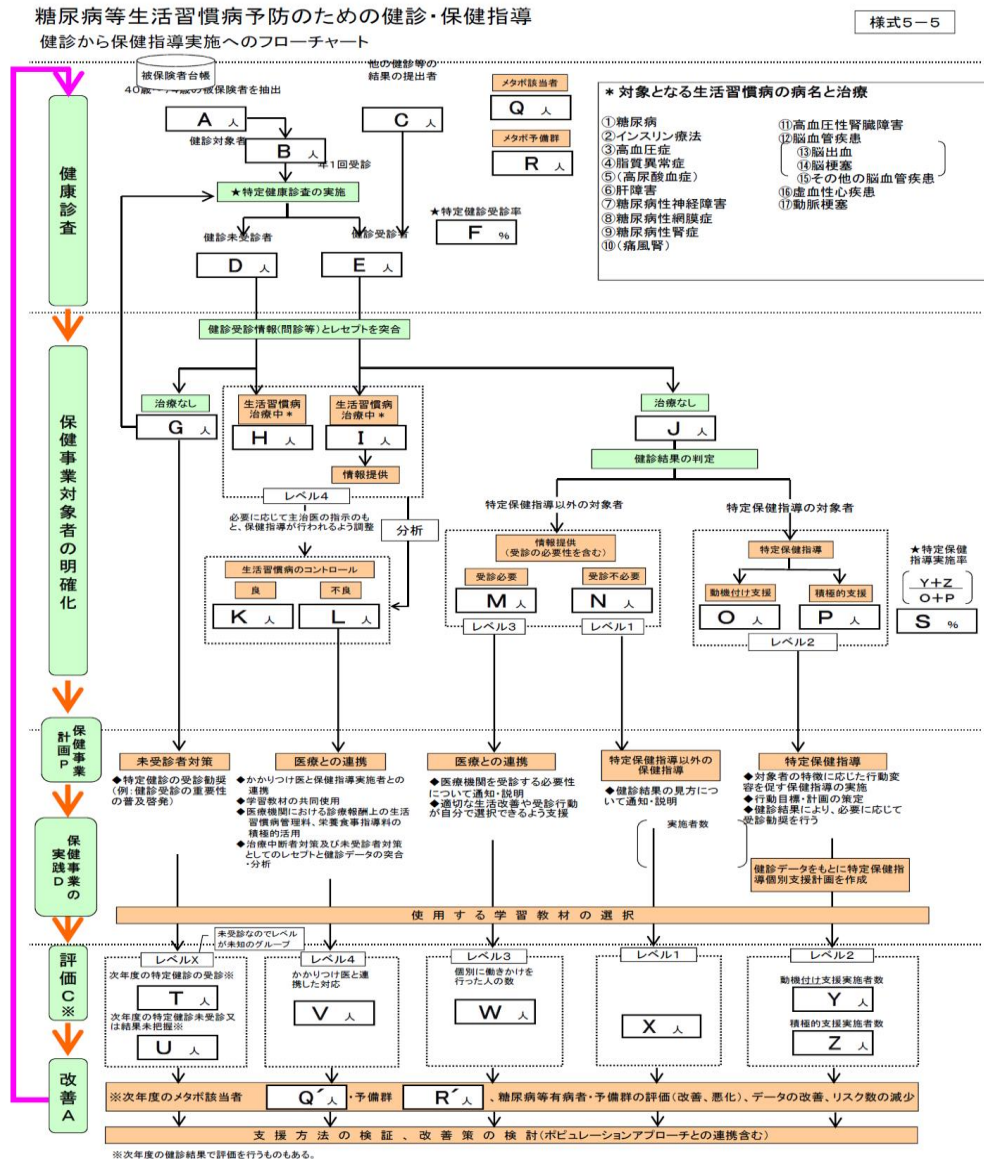 糖尿病等生活習慣病予防のための健診・保健指導
様式5－5
健診から保健指導実施へのフローチャート
被保険者台帳
40歳～74歳の被保険者を抽出
他の健診等の
結果の提出者
A 人
C 人
健診対象者
B 人
年1回受診
メタボ該当者
Q 人
メタボ予備群
R 人
＊対象となる生活習慣病の病名と治療
①糖尿病
②インスリン療法
③高血圧症
④脂質異常症
⑤(高尿酸血症)
⑥肝障害
⑦糖尿病性神経障害
⑧糖尿病性網膜症
⑨糖尿病性腎症
⑩(痛風腎)
⑪高血圧性腎臓障害
⑫脳血管疾患
⑬脳出血
⑭脳梗塞
⑮その他の脳血管疾患
⑯虚血性心疾患
⑰動脈梗塞
健康診査
★特定健康診査の実施
★特定健診受診率
F %
健診未受診者
健診受診者
D 人
E 人
健診受診情報(問診等)とレセプトを突合
保健事業対象者の明確化
治療なし
G 人
生活習慣病
治療中＊
H 人
生活習慣病
治療中＊
I 人
情報提供
レベル4
治療なし
J 人
健診結果の判定
必要に応じて主治医の指示のも
と、保健指導が行われるよう調整
分析
生活習慣病のコントロール
良
不良
K 人
L 人
特定保健指導以外の対象者
情報提供
(受診の必要性を含む)
受診必要
受診不必要
M 人
N 人
レベル3
レベル1
特定保健指導の対象者
特定保健指導
動機付け支援
積極的支援
O 人
P 人
レベル2
★特定保健
指導実施率
Y+Z
O+P
S %
保健事業
計画P
保健事業の
実践D
未受診者対策
◆特定健診の受診勧奨
(例：健診受診の重要性
の普及啓発)
医療との連携
◆かかりつけ医と保健指導実施者との
連携
◆学習教材の共同使用
◆医療機関における診療報酬上の生活
習慣病管理料、栄養食事指導料の
積極的活用
◆治療中断者対策及び未受診者対策
としてのレセプトと健診データの突合
・分析
医療との連携
◆医療機関を受診する必要性
について通知・説明
◆適切な生活改善や受診行動
が自分で選択できるよう支援
特定保健指導以外の
保健指導
◆健診結果の見方につ
いて通知・説明
実施者数
特定保健指導
◆対象者の特徴に応じた行動変
容を促す保健指導の実施
◆行動目標・計画の策定
◆健診結果により、必要に応じて
受診勧奨を行う
健診データをもとに特定保健指
導個別支援計画を作成
使用する学習教材の選択
評価C※
未受診なのでレベル
が未知のグループ
レベルX
次年度の特定健診の受診※
T 人
次年度の特定健診未受診又
は結果未把握※
U 人
レベル4
かかりつけ医と連
携した対応
V 人
レベル3
個別に働きかけを
行った人の数
W 人
レベル1
X 人
レベル2
動機付け支援実施者数
Y 人
積極的支援実施者数
Z 人
改善A
※次年度のメタボ該当者 Q´人 ・予備群 R´人 、糖尿病等有病者・予備群の評価(改善、悪化)、データの改善、リスク数の減少
支援方法の検証、改善策の検討(ポピュレーションアプローチとの連携含む)
※次年度の健診結果で評価を行うものもある。